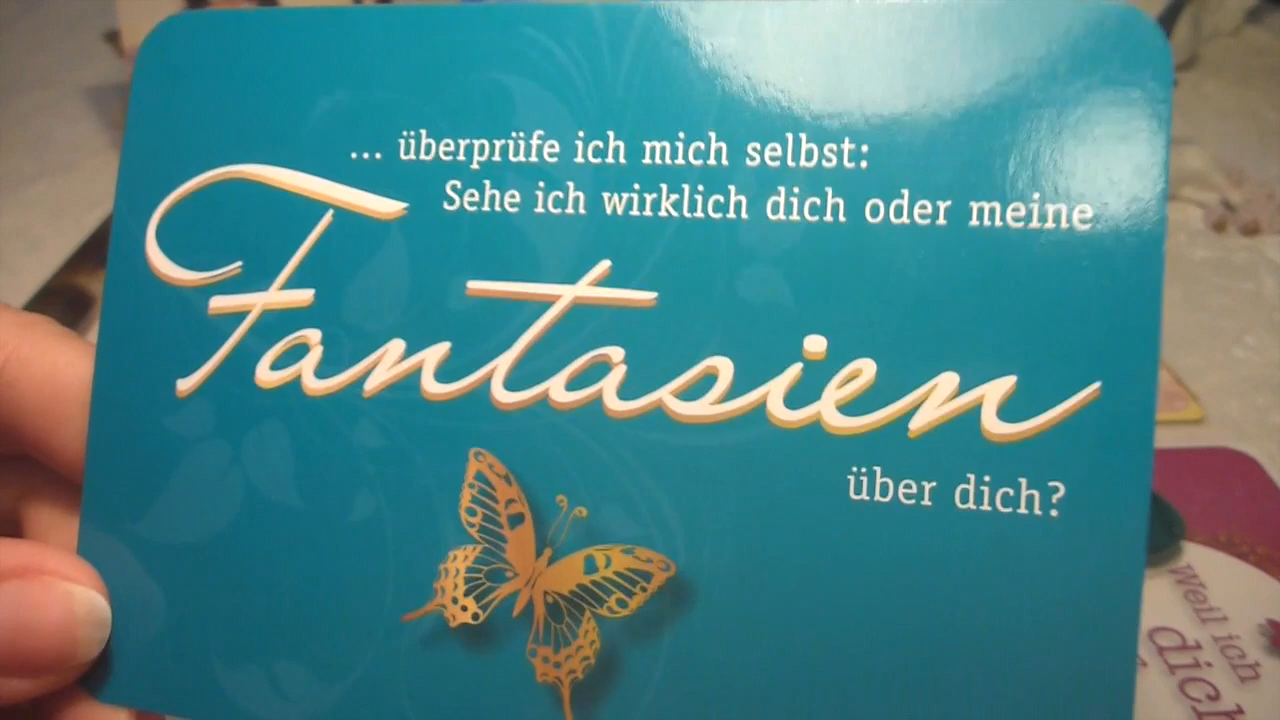 ... überprüfe ich mich selbst:
Sehe ich wirklich dich oder meine
Fantasien
über dich?
Weil ich
dich